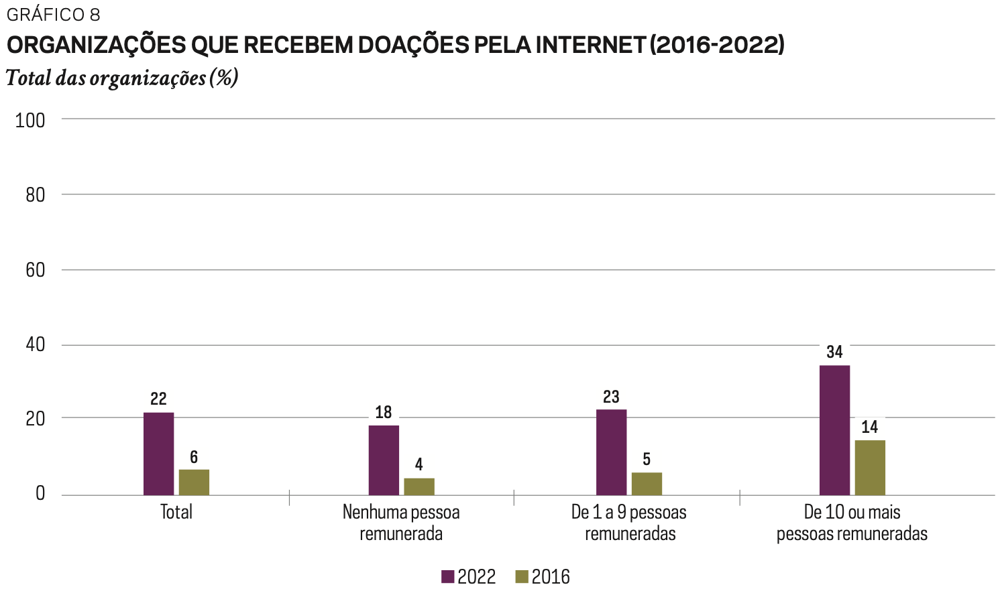 GRÁFICO 8
ORGANIZAÇÕES QUE RECEBEM DOAÇÕES PELA INTERNET (2016-2022)
Total das organizações (%)
100
80
60
40
20
0
22
6
18
4
23
5
34
14
Total
Nenhuma pessoa
remunerada
De 1 a 9 pessoas
remuneradas
De 10 ou mais
pessoas remuneradas
2022 2016